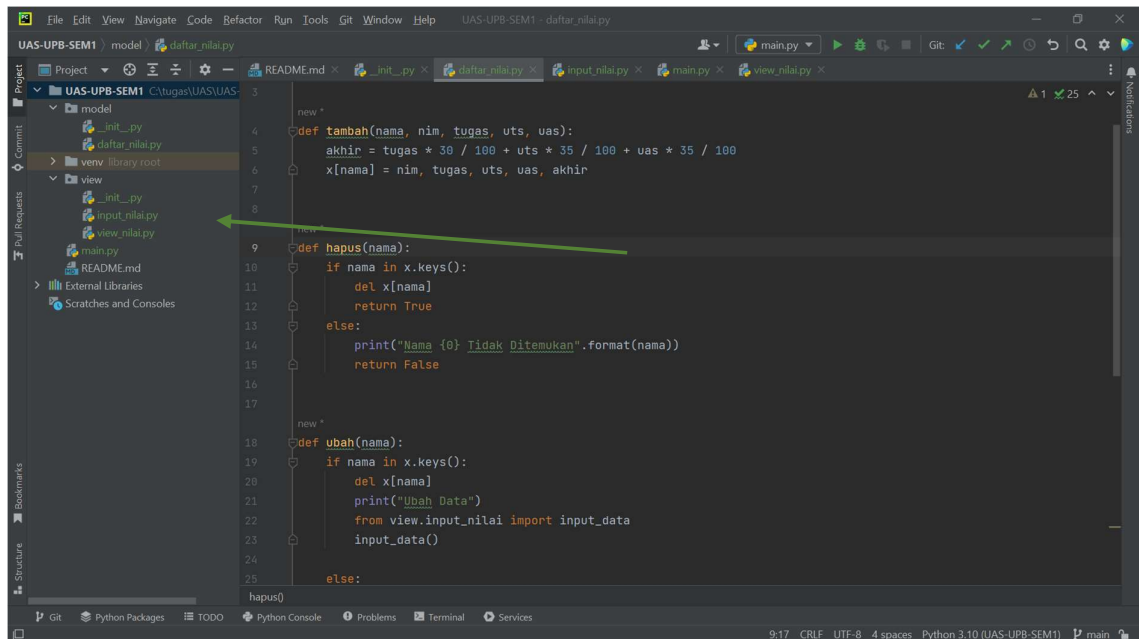 PC File Edit View Navigate Code Refactor Run Tools Git Window Help UAS-UPB-SEM1 - daftar_nilai.py
UAS-UPB-SEM1 model daftar_nilai.py main.py Git:
Project README.md __init__.py daftar_nilai.py input_nilai.py main.py view_nilai.py
Project
Commit
Pull Requests
Bookmarks
Structure
Notifications
UAS-UPB-SEM1 C:\tugas\UAS\UAS-
model
__init__.py
daftar_nilai.py
venv library root
view
__init__.py
input_nilai.py
view_nilai.py
main.py
README.md
External Libraries
Scratches and Consoles
1 25
3
new *
4 def tambah(nama, nim, tugas, uts, uas):
5 akhir = tugas * 30 / 100 + uts * 35 / 100 + uas * 35 / 100
6 x[nama] = nim, tugas, uts, uas, akhir
7
8
new *
9 def hapus(nama):
10 if nama in x.keys():
11 del x[nama]
12 return True
13 else:
14 print("Nama {0} Tidak Ditemukan".format(nama))
15 return False
16
17
new *
18 def ubah(nama):
19 if nama in x.keys():
20 del x[nama]
21 print("Ubah Data")
22 from view.input_nilai import input_data
23 input_data()
24
25 else:
hapus()
Git Python Packages TODO Python Console Problems Terminal Services
9:17 CRLF UTF-8 4 spaces Python 3.10 (UAS-UPB-SEM1) main